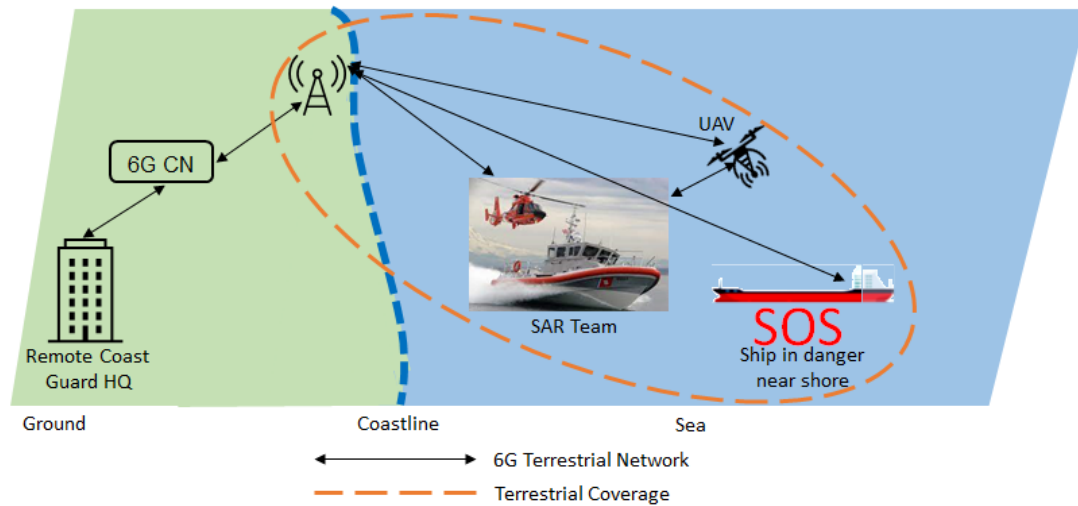 UAV
6G CN
SAR Team
SOS
Remote Coast
Guard HQ
Ship in danger
near shore
Ground
Coastline
Sea
6G Terrestrial Network
Terrestrial Coverage